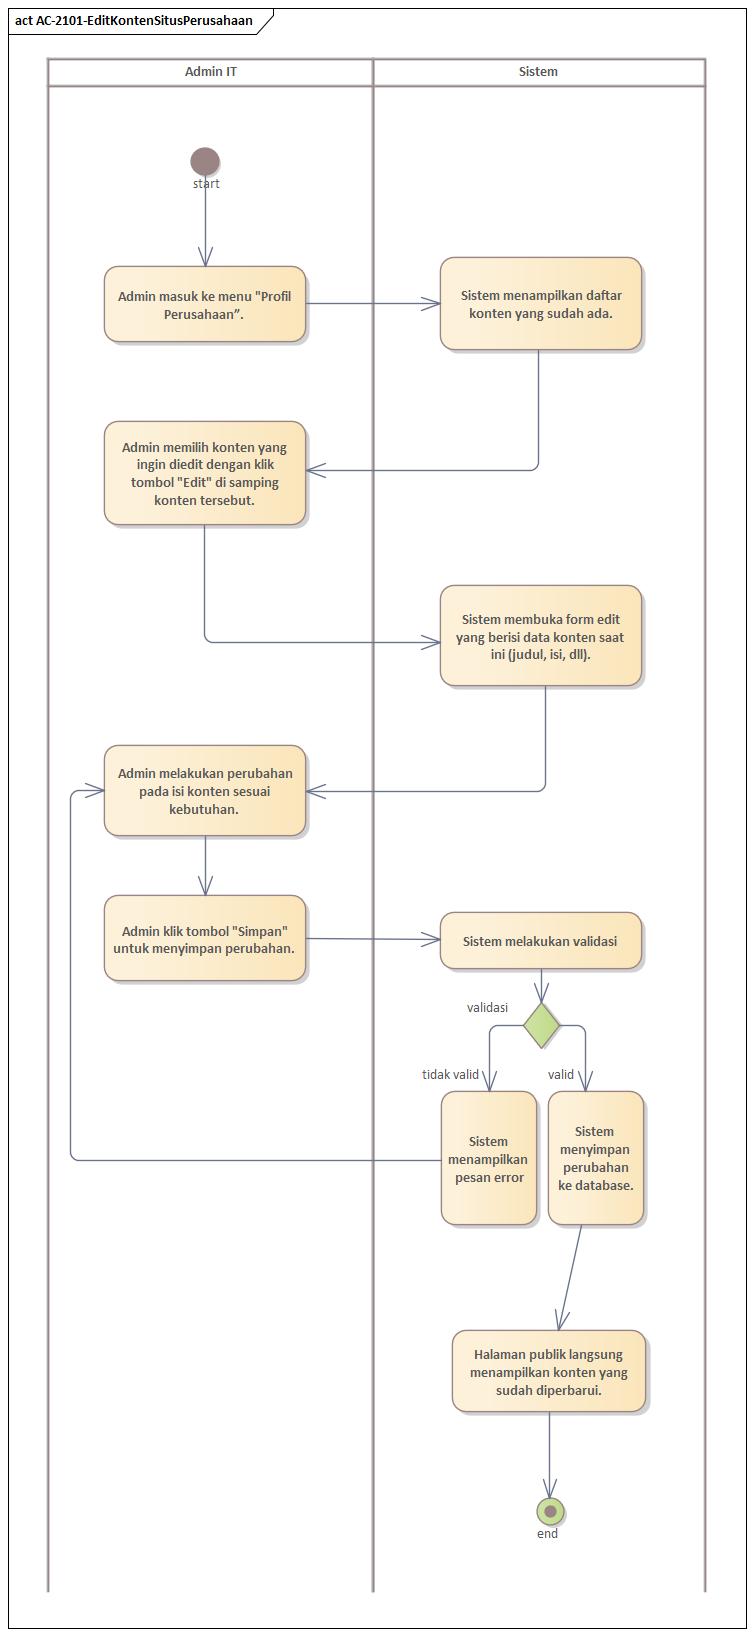 act AC-2101-EditKontenSitusPerusahaan
Admin IT
Sistem
start
Admin masuk ke menu "Profil
Perusahaan”.
Sistem menampilkan daftar
konten yang sudah ada.
Admin memilih konten yang
ingin diedit dengan klik
tombol "Edit" di samping
konten tersebut.
Sistem membuka form edit
yang berisi data konten saat
ini (judul, isi, dll).
Admin melakukan perubahan
pada isi konten sesuai
kebutuhan.
Admin klik tombol "Simpan"
untuk menyimpan perubahan.
Sistem melakukan validasi
validasi
tidak valid
valid
Sistem
menampilkan
pesan error
Sistem
menyimpan
perubahan
ke database.
Halaman publik langsung
menampilkan konten yang
sudah diperbarui.
end